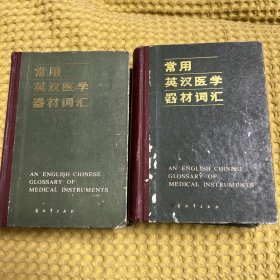 常用
英汉医学
器材词汇
AN ENGLISH CHINESE
GLOSSARY OF
MEDICAL INSTRUMENTS
常用
英汉医学
器材词汇
AN ENGLISH CHINESE
GLOSSARY OF
MEDICAL INSTRUMENTS